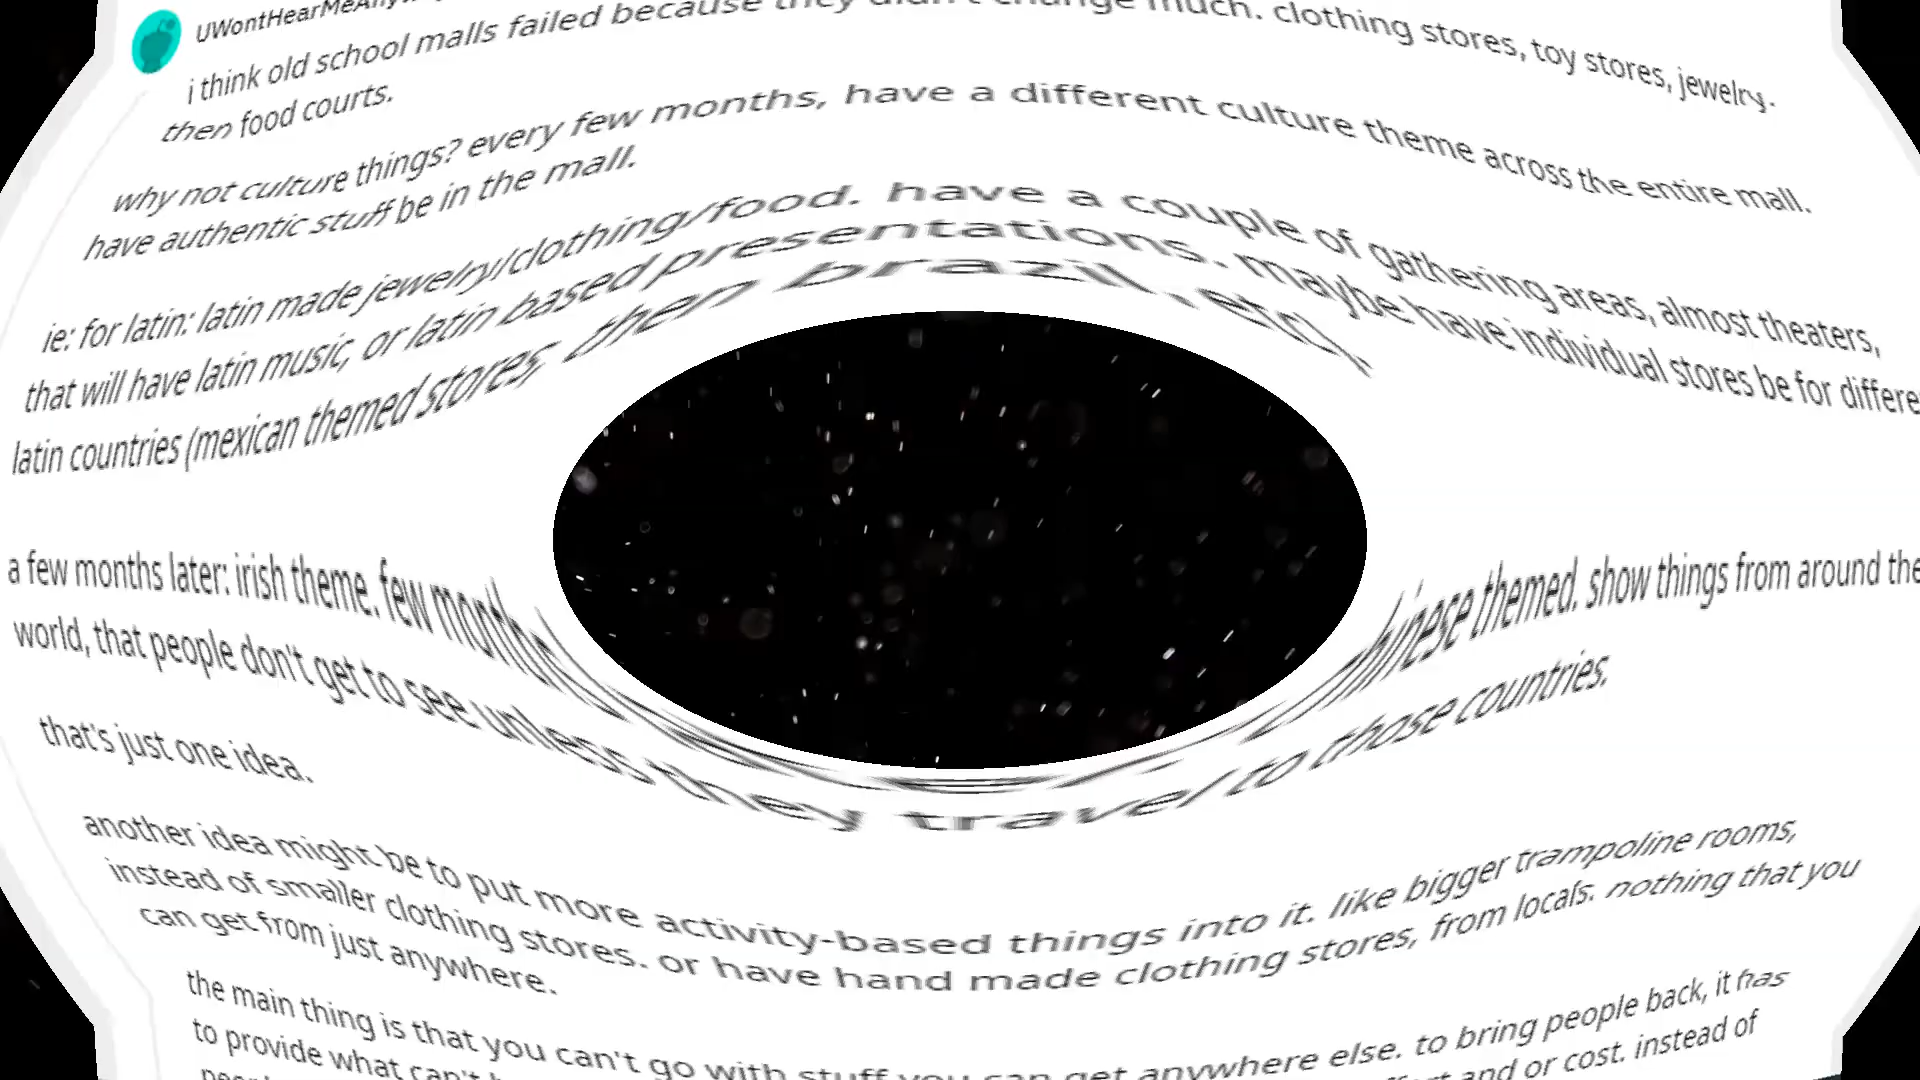 i think old school malls failed because they didn't change much. clothing stores, toy stores, jewelry.
then food courts.
why not culture things? every few months, have a different culture theme across the entire mall.
have authentic stuff be in the mall.
ie: for latin: latin made jewelry/clothing/food. have a couple of gathering areas, almost theaters,
that will have latin music, or latin based presentations. maybe have individual stores be for differe
latin countries (mexican themed stores, then brazil, etc).
a few months later: irish theme. few months chinese themed. show things from around the
world, that people don't get to see unless they travel to those countries.
that's just one idea.
another idea might be to put more activity-based things into it. like bigger trampoline rooms,
instead of smaller clothing stores. or have hand made clothing stores, from locals. nothing that you
can get from just anywhere.
the main thing is that you can't go with stuff you can get anywhere else. to bring people back, it has
to provide what can't and or cost. instead of